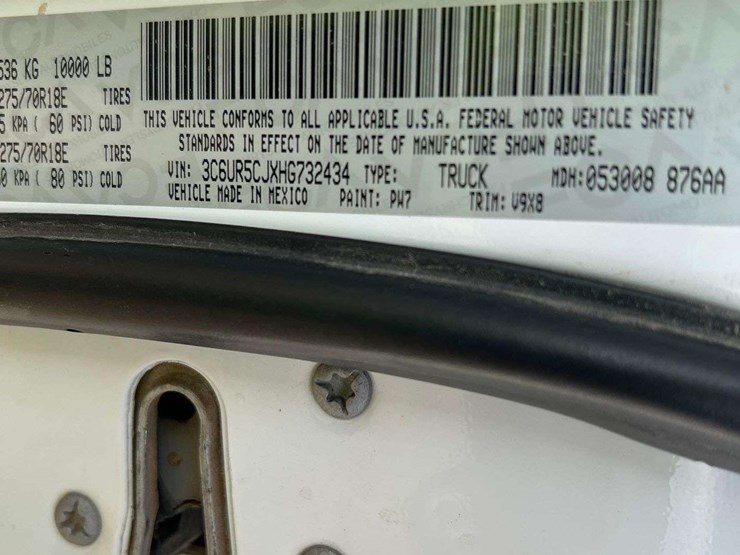 536 KG 10000 LB
275/70R18E TIRES
5 KPA ( 60 PSI) COLD
275/70R18E TIRES
0 KPA ( 80 PSI) COLD
THIS VEHICLE CONFORMS TO ALL APPLICABLE U.S.A. FEDERAL MOTOR VEHICLE SAFETY
STANDARDS IN EFFECT ON THE DATE OF MANUFACTURE SHOWN ABOVE.
VIN: 3C6UR5CJXHG732434 TYPE: TRUCK MDH:053008 876AA
VEHICLE MADE IN MEXICO PAINT: PW7 TRIM: V9X8